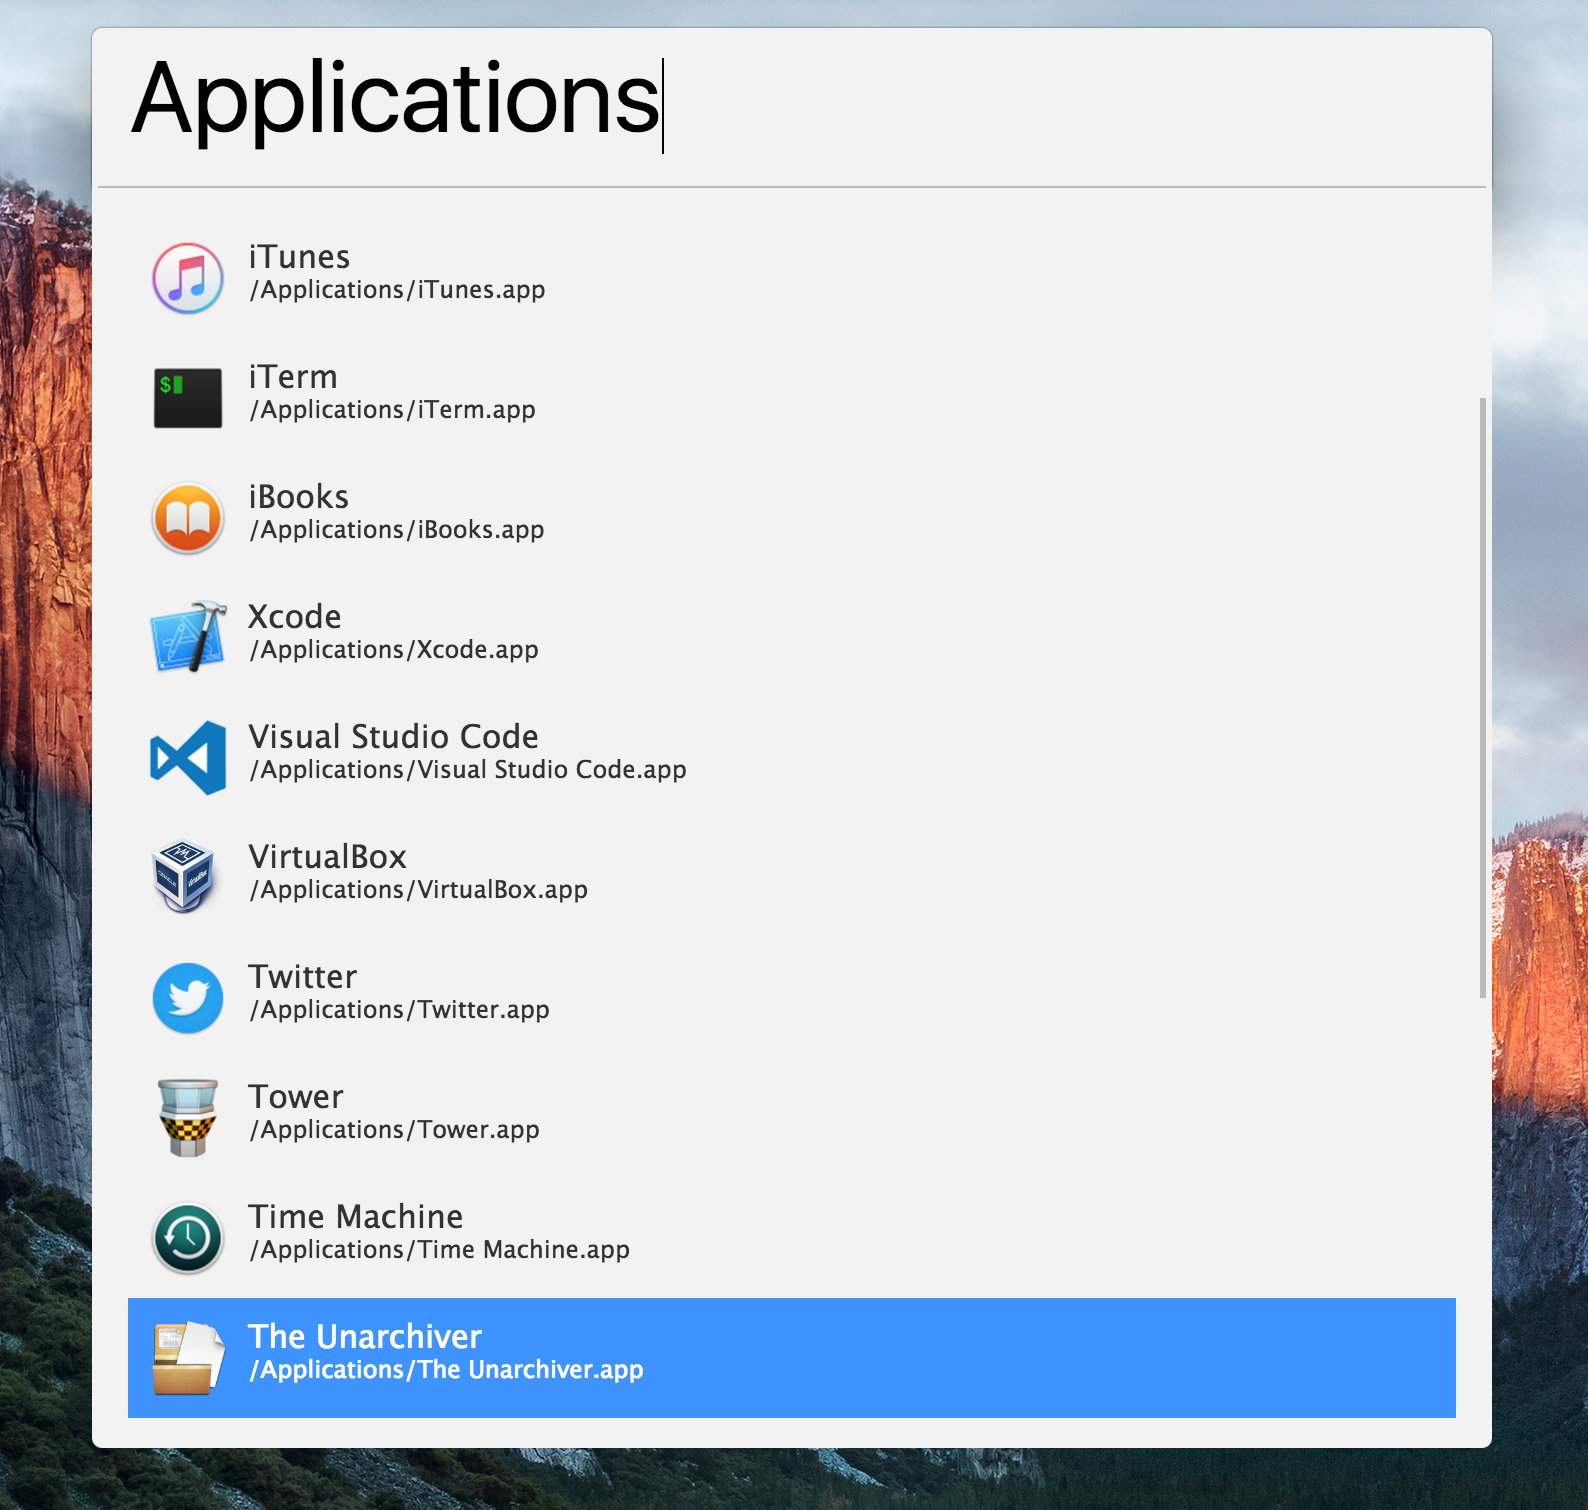 Applications
iTunes
/Applications/iTunes.app
$
iTerm
/Applications/iTerm.app
iBooks
/Applications/iBooks.app
Xcode
/Applications/Xcode.app
Visual Studio Code
/Applications/Visual Studio Code.app
VirtualBox
/Applications/VirtualBox.app
Twitter
/Applications/Twitter.app
Tower
/Applications/Tower.app
Time Machine
/Applications/Time Machine.app
The Unarchiver
/Applications/The Unarchiver.app